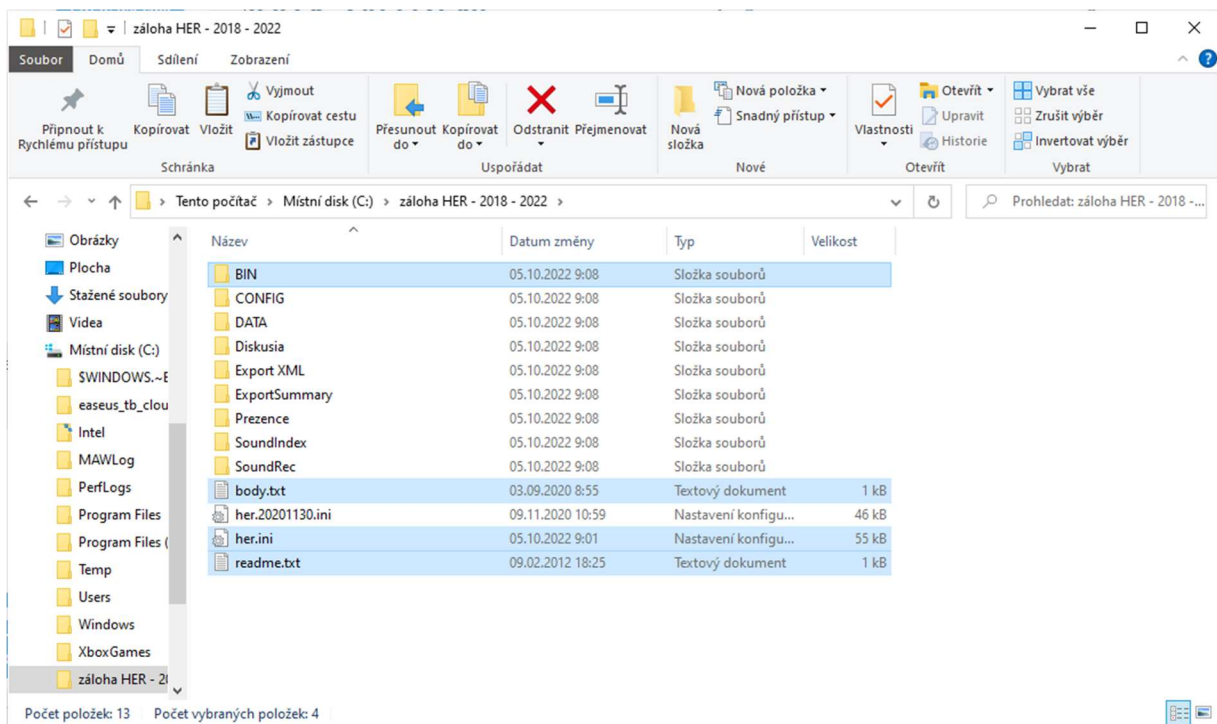 záloha HER - 2018 - 2022
Soubor Domů Sdílení Zobrazení
Připnout k Rychlému přístupu
Kopírovat
Vložit
Vyjmout
Kopírovat cestu
Vložit zástupce
Schránka
Přesunout do
Kopírovat do
Odstranit
Přejmenovat
Uspořádat
Nová složka
Nová položka
Snadný přístup
Nové
Vlastnosti
Otevřít
Upravit
Historie
Otevřít
Vybrat vše
Zrušit výběr
Invertovat výběr
Vybrat
Tento počítač > Místní disk (C:) > záloha HER - 2018 - 2022 >
Prohledat: záloha HER - 2018 -...
Obrázky
Plocha
Stažené soubory
Videa
Místní disk (C:)
$WINDOWS.~B
easeus_tb_clou
Intel
MAWLog
PerfLogs
Program Files
Program Files (
Temp
Users
Windows
XboxGames
záloha HER - 20
Název Datum změny Typ Velikost
BIN 05.10.2022 9:08 Složka souborů
CONFIG 05.10.2022 9:08 Složka souborů
DATA 05.10.2022 9:08 Složka souborů
Diskusia 05.10.2022 9:08 Složka souborů
Export XML 05.10.2022 9:08 Složka souborů
ExportSummary 05.10.2022 9:08 Složka souborů
Prezence 05.10.2022 9:08 Složka souborů
SoundIndex 05.10.2022 9:08 Složka souborů
SoundRec 05.10.2022 9:08 Složka souborů
body.txt 03.09.2020 8:55 Textový dokument 1 kB
her.20201130.ini 09.11.2020 10:59 Nastavení konfigu... 46 kB
her.ini 05.10.2022 9:01 Nastavení konfigu... 55 kB
readme.txt 09.02.2012 18:25 Textový dokument 1 kB
Počet položek: 13 Počet vybraných položek: 4